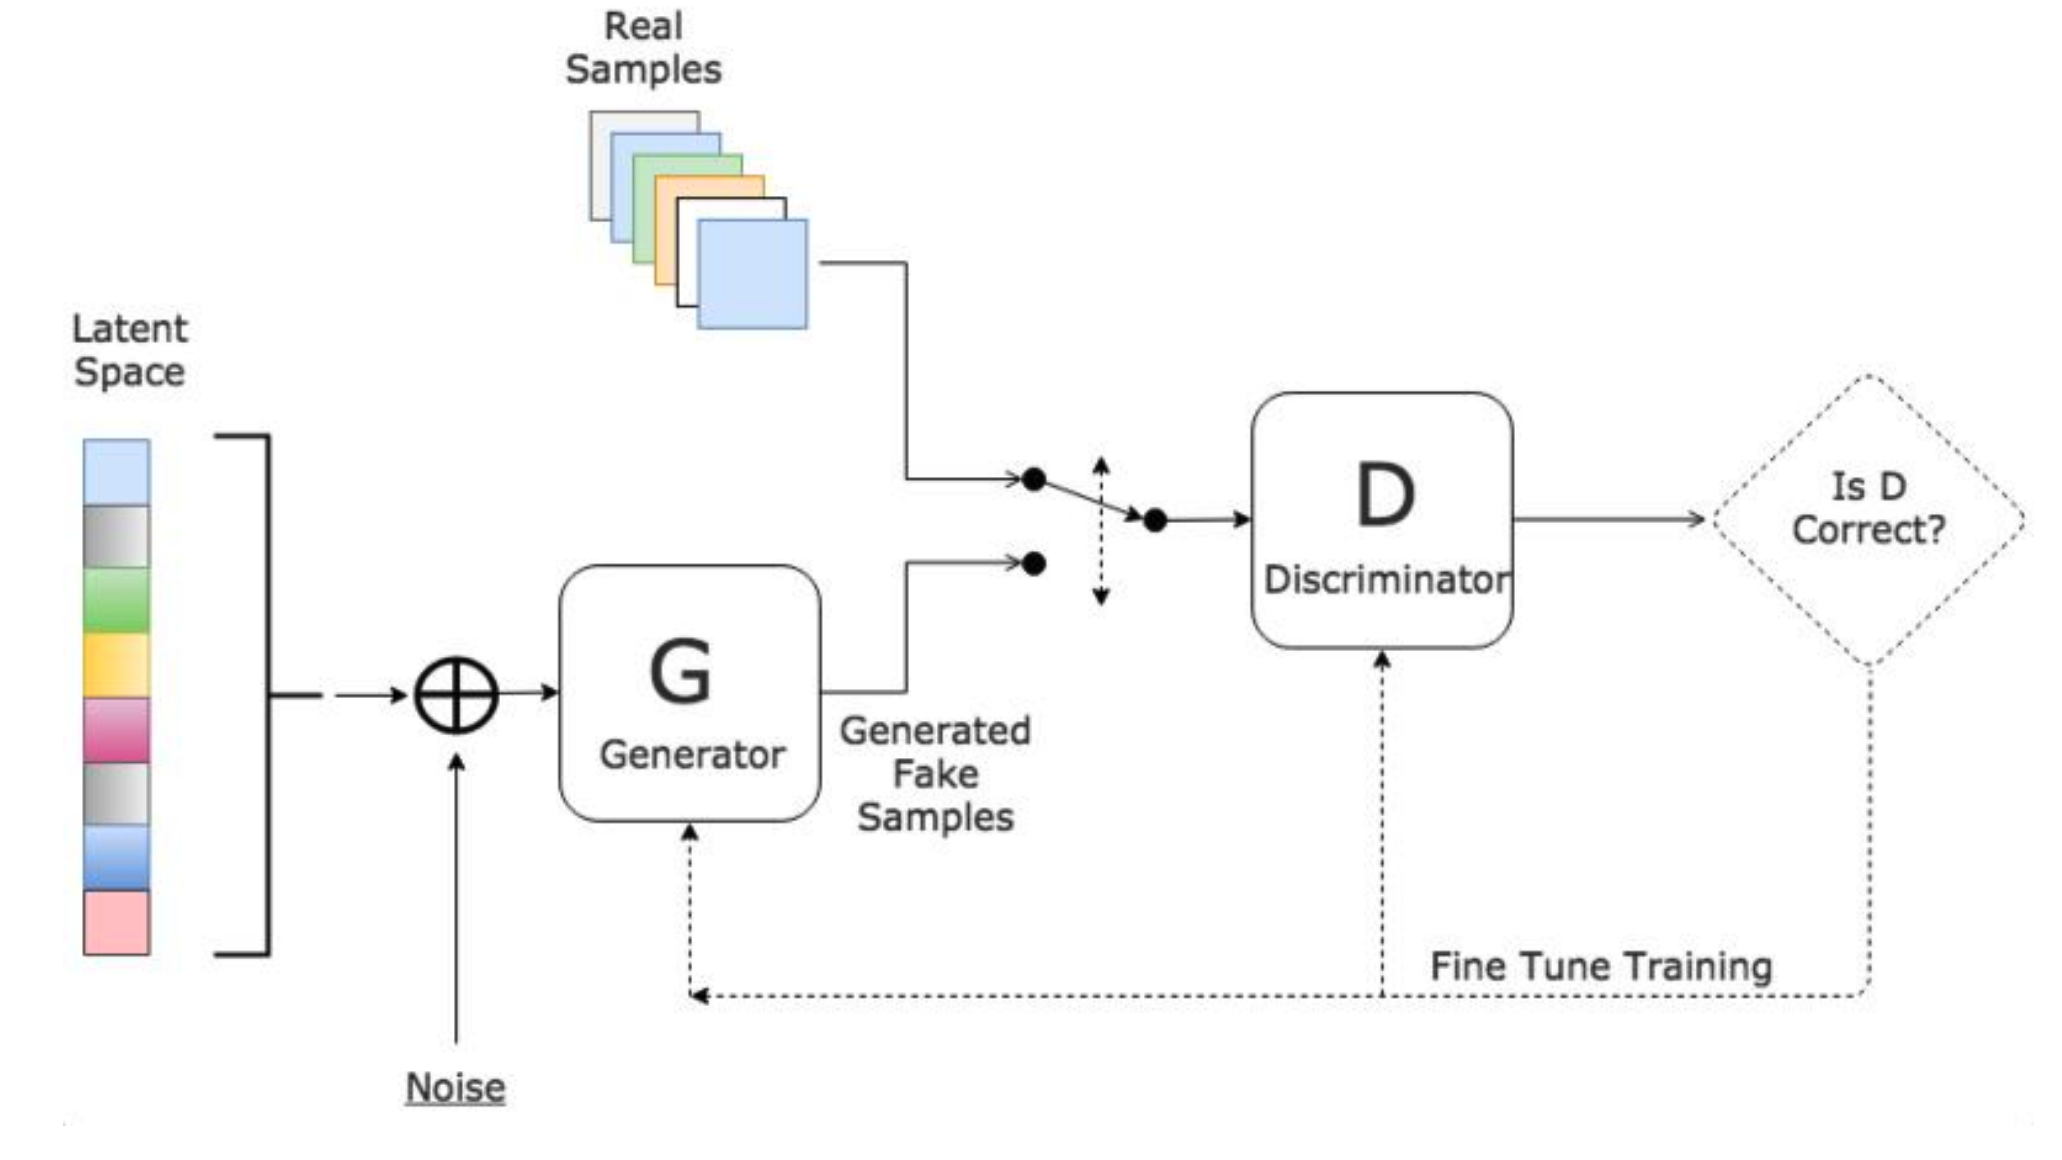 Real
Samples
Latent
Space
D
Discriminator
Is D
Correct?
G
Generator
Generated
Fake
Samples
Fine Tune Training
Noise